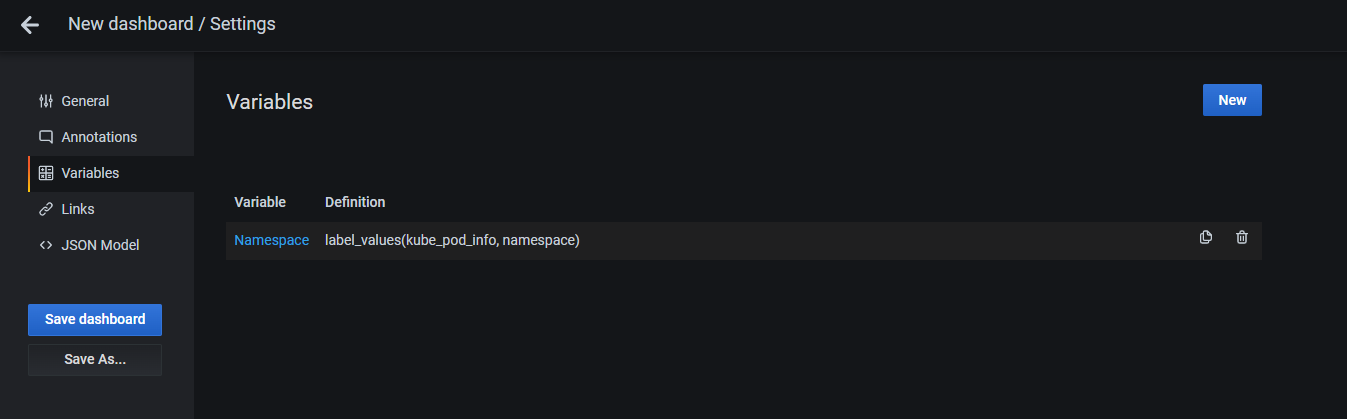 New dashboard / Settings
General
Annotations
Variables
Links
JSON Model
Save dashboard
Save As...
Variables
New
Variable Definition
Namespace label_values(kube_pod_info, namespace)